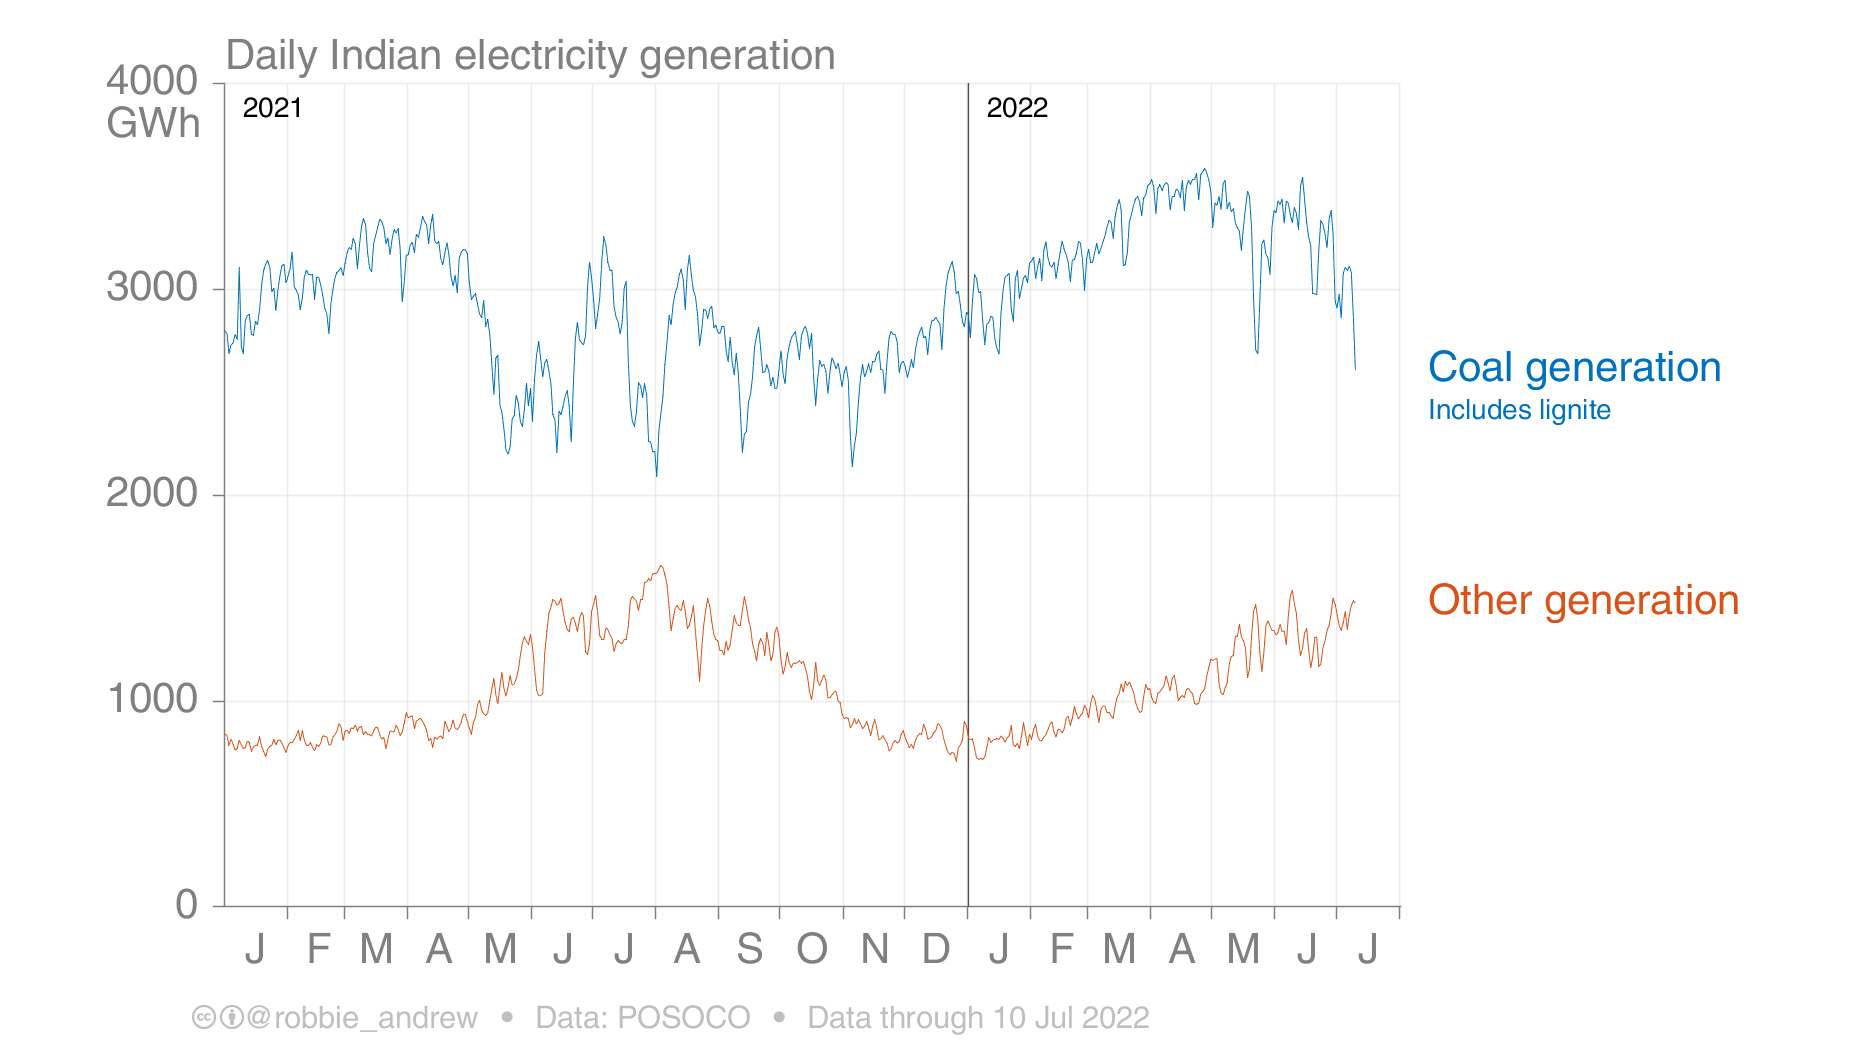 Daily Indian electricity generation
4000
GWh
2021
2022
3000
Coal generation
Includes lignite
2000
Other generation
1000
0
J F M A M J J A S O N D J F M A M J J
@robbie_andrew • Data: POSOCO • Data through 10 Jul 2022